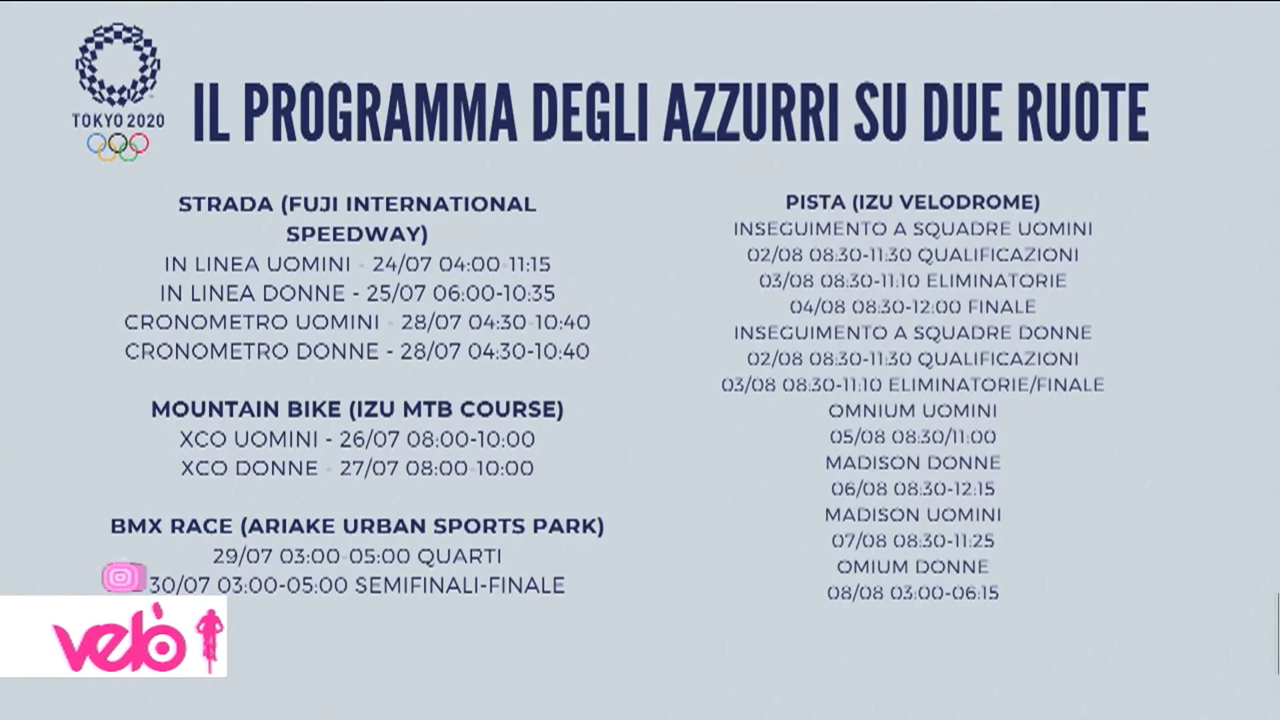 TOKYO 2020
IL PROGRAMMA DEGLI AZZURRI SU DUE RUOTE
STRADA (FUJI INTERNATIONAL
SPEEDWAY)
IN LINEA UOMINI - 24/07 04:00-11:15
IN LINEA DONNE - 25/07 06:00-10:35
CRONOMETRO UOMINI - 28/07 04:30-10:40
CRONOMETRO DONNE - 28/07 04:30-10:40
MOUNTAIN BIKE (IZU MTB COURSE)
XCO UOMINI - 26/07 08:00-10:00
XCO DONNE - 27/07 08:00-10:00
BMX RACE (ARIAKE URBAN SPORTS PARK)
29/07 03:00-05:00 QUARTI
30/07 03:00-05:00 SEMIFINALI-FINALE
PISTA (IZU VELODROME)
INSEGUIMENTO A SQUADRE UOMINI
02/08 08:30-11:30 QUALIFICAZIONI
03/08 08:30-11:10 ELIMINATORIE
04/08 08:30-12:00 FINALE
INSEGUIMENTO A SQUADRE DONNE
02/08 08:30-11:30 QUALIFICAZIONI
03/08 08:30-11:10 ELIMINATORIE/FINALE
OMNIUM UOMINI
05/08 08:30/11:00
MADISON DONNE
06/08 08:30-12:15
MADISON UOMINI
07/08 08:30-11:25
OMIUM DONNE
08/08 03:00-06:15
velò